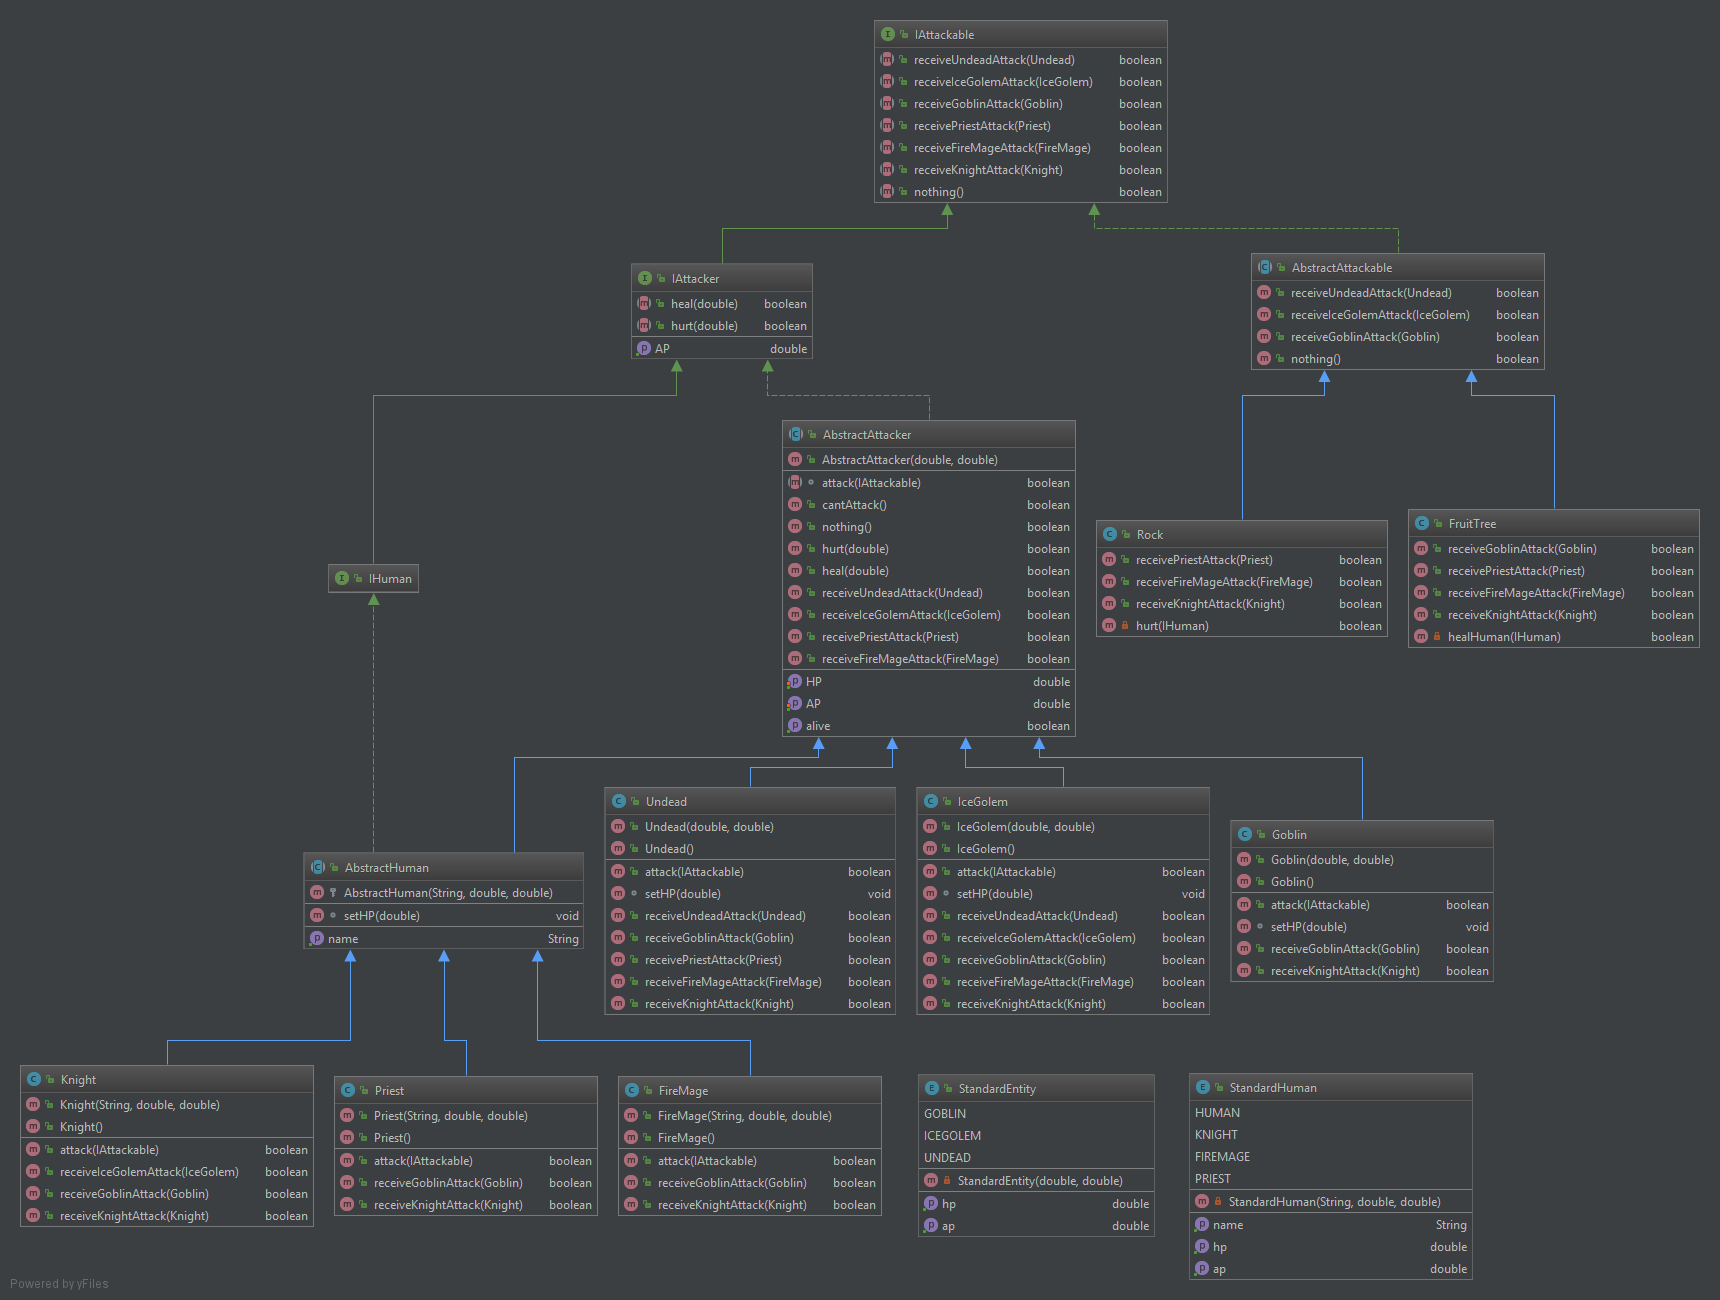 IAttackable
receiveUndeadAttack(Undead) boolean
receiveIceGolemAttack(IceGolem) boolean
receiveGoblinAttack(Goblin) boolean
receivePriestAttack(Priest) boolean
receiveFireMageAttack(FireMage) boolean
receiveKnightAttack(Knight) boolean
nothing() boolean
IAttacker
heal(double) boolean
hurt(double) boolean
AP double
AbstractAttackable
receiveUndeadAttack(Undead) boolean
receiveIceGolemAttack(IceGolem) boolean
receiveGoblinAttack(Goblin) boolean
nothing() boolean
AbstractAttacker
AbstractAttacker(double, double)
attack(IAttackable) boolean
cantAttack() boolean
nothing() boolean
hurt(double) boolean
heal(double) boolean
receiveUndeadAttack(Undead) boolean
receiveIceGolemAttack(IceGolem) boolean
receivePriestAttack(Priest) boolean
receiveFireMageAttack(FireMage) boolean
HP double
AP double
alive boolean
Rock
receivePriestAttack(Priest) boolean
receiveFireMageAttack(FireMage) boolean
receiveKnightAttack(Knight) boolean
hurt(IHuman) boolean
FruitTree
receiveGoblinAttack(Goblin) boolean
receivePriestAttack(Priest) boolean
receiveFireMageAttack(FireMage) boolean
receiveKnightAttack(Knight) boolean
healHuman(IHuman) boolean
IHuman
AbstractHuman
AbstractHuman(String, double, double)
setHP(double) void
name String
Undead
Undead(double, double)
Undead()
attack(IAttackable) boolean
setHP(double) void
receiveUndeadAttack(Undead) boolean
receiveGoblinAttack(Goblin) boolean
receivePriestAttack(Priest) boolean
receiveFireMageAttack(FireMage) boolean
receiveKnightAttack(Knight) boolean
IceGolem
IceGolem(double, double)
IceGolem()
attack(IAttackable) boolean
setHP(double) void
receiveUndeadAttack(Undead) boolean
receiveIceGolemAttack(IceGolem) boolean
receiveGoblinAttack(Goblin) boolean
receiveFireMageAttack(FireMage) boolean
receiveKnightAttack(Knight) boolean
Goblin
Goblin(double, double)
Goblin()
attack(IAttackable) boolean
setHP(double) void
receiveGoblinAttack(Goblin) boolean
receiveKnightAttack(Knight) boolean
Knight
Knight(String, double, double)
Knight()
attack(IAttackable) boolean
receiveIceGolemAttack(IceGolem) boolean
receiveGoblinAttack(Goblin) boolean
receiveKnightAttack(Knight) boolean
Priest
Priest(String, double, double)
Priest()
attack(IAttackable) boolean
receiveGoblinAttack(Goblin) boolean
receiveKnightAttack(Knight) boolean
FireMage
FireMage(String, double, double)
FireMage()
attack(IAttackable) boolean
receiveGoblinAttack(Goblin) boolean
receiveKnightAttack(Knight) boolean
StandardEntity
GOBLIN
ICEGOLEM
UNDEAD
StandardEntity(double, double)
hp double
ap double
StandardHuman
HUMAN
KNIGHT
FIREMAGE
PRIEST
StandardHuman(String, double, double)
name String
hp double
ap double
Powered by yFiles